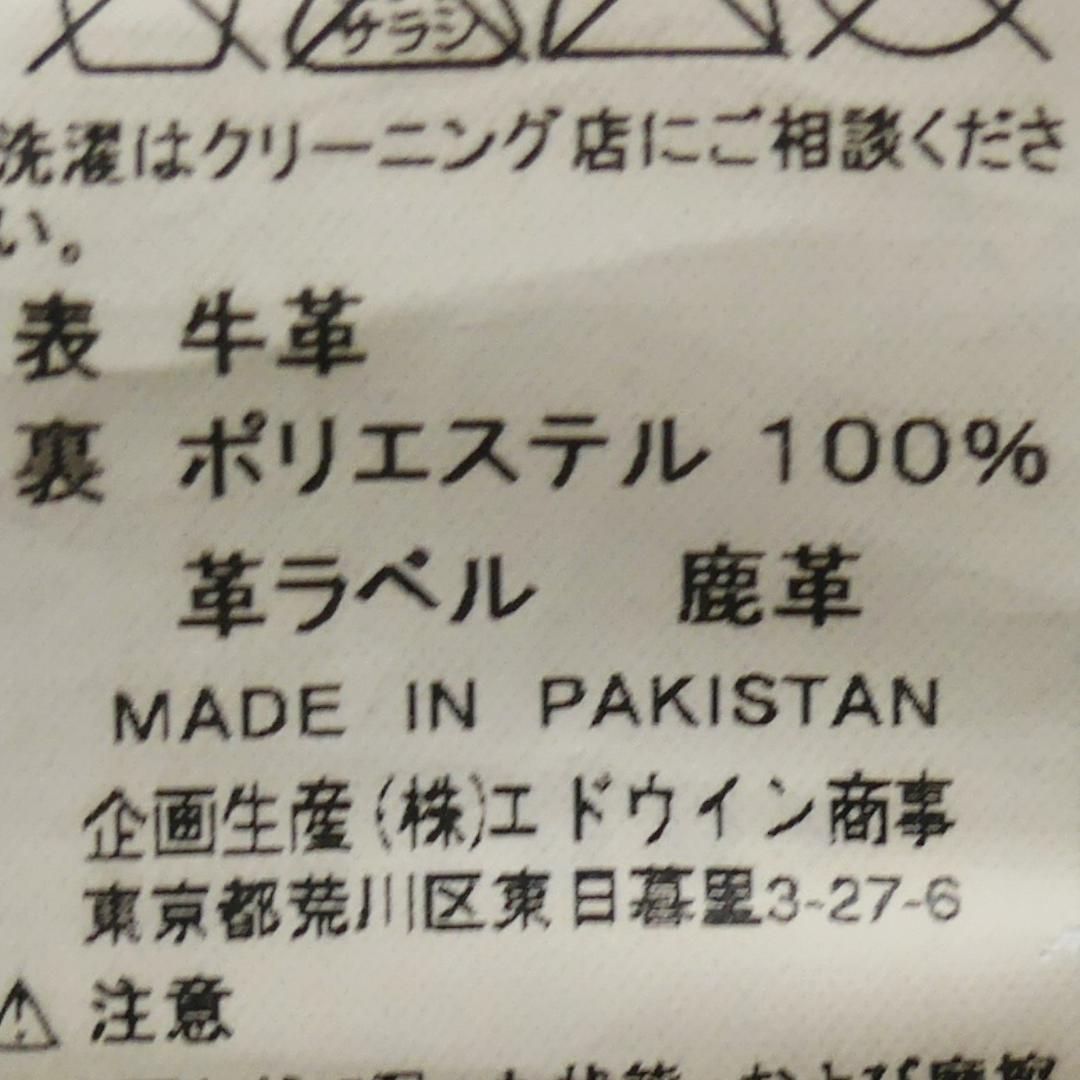 サラシ
洗濯はクリーニング店にご相談くださ
い。
表 牛革
裏 ポリエステル 100%
革ラベル 鹿革
MADE IN PAKISTAN
企画生産(株)エドウイン商事
東京都荒川区東日暮里3-27-6
⚠ 注意